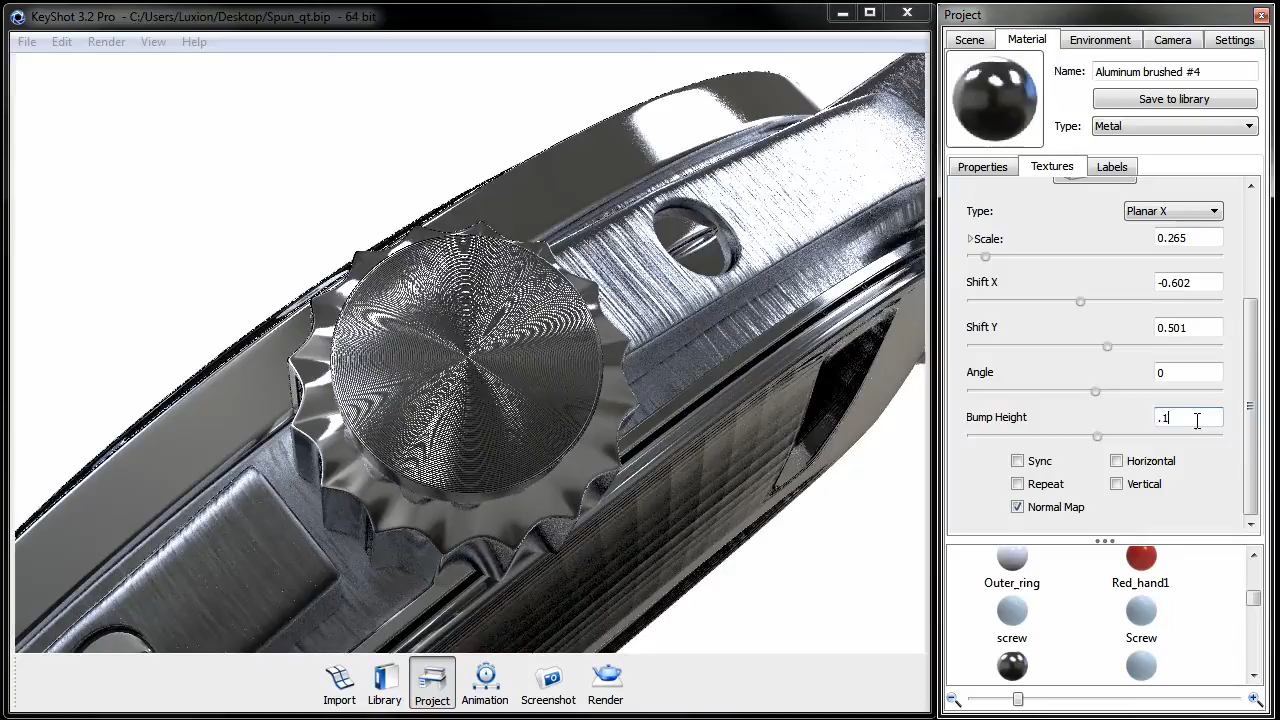 KeyShot 3.2 Pro - C:/Users/Luxion/Desktop/Spun_qt.bip - 64 bit
File Edit Render View Help
Import Library Project Animation Screenshot Render
Project
Scene Material Environment Camera Settings
Name: Aluminum brushed #4
Save to library
Type: Metal
Properties Textures Labels
Type: Planar X
Scale: 0.265
Shift X -0.602
Shift Y 0.501
Angle 0
Bump Height .1
Sync Horizontal
Repeat Vertical
Normal Map
Outer_ring Red_hand1
screw Screw